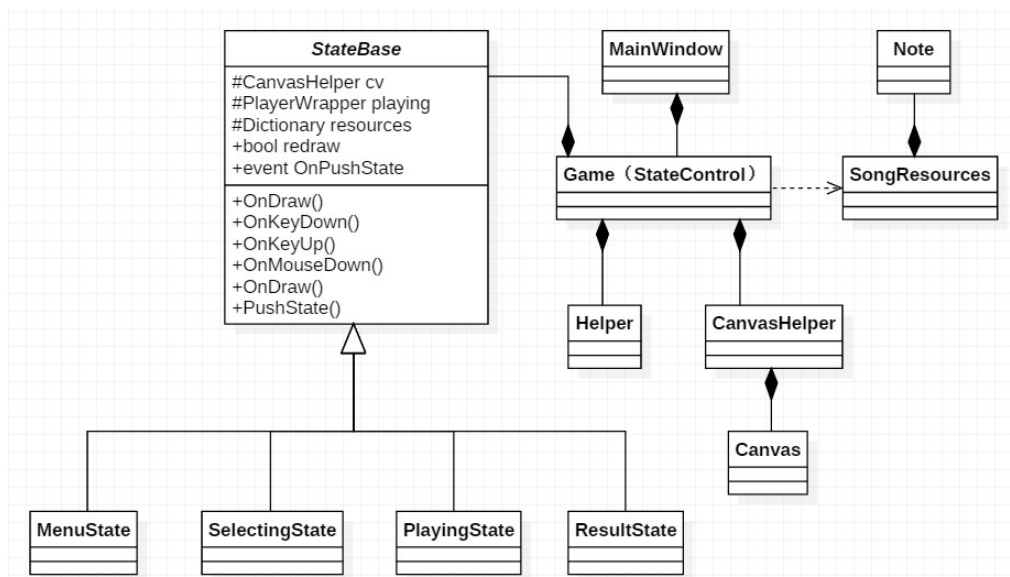 StateBase
#CanvasHelper cv
#PlayerWrapper playing
#Dictionary resources
+bool redraw
+event OnPushState
+OnDraw()
+OnKeyDown()
+OnKeyUp()
+OnMouseDown()
+OnDraw()
+PushState()
MainWindow
Note
Game（StateControl）
SongResources
Helper
CanvasHelper
Canvas
MenuState
SelectingState
PlayingState
ResultState